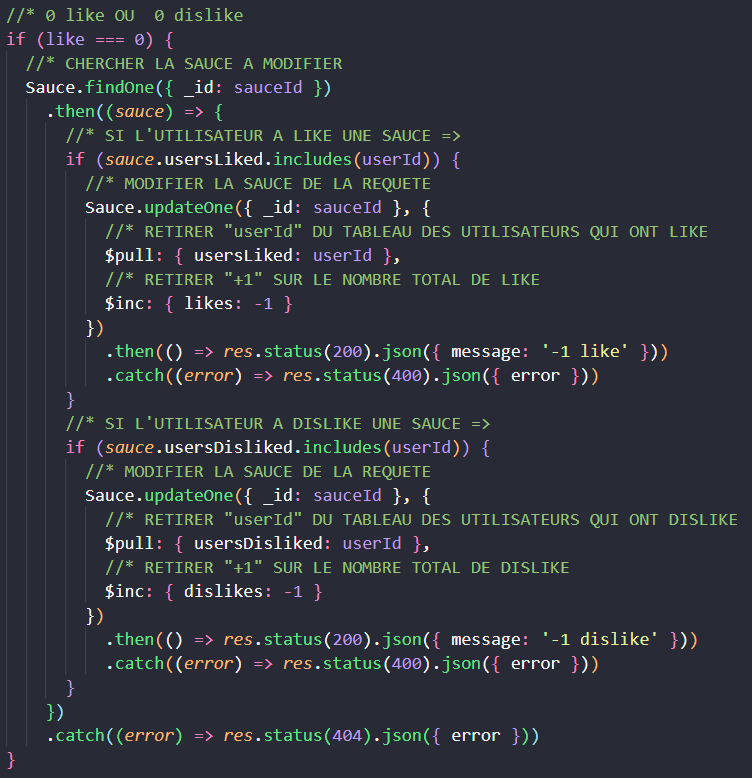 //* 0 like OU  0 dislike
if (like === 0) {
  //* CHERCHER LA SAUCE A MODIFIER
  Sauce.findOne({ _id: sauceId })
    .then((sauce) => {
      //* SI L'UTILISATEUR A LIKE UNE SAUCE =>
      if (sauce.usersLiked.includes(userId)) {
        //* MODIFIER LA SAUCE DE LA REQUETE
        Sauce.updateOne({ _id: sauceId }, {
          //* RETIRER "userId" DU TABLEAU DES UTILISATEURS QUI ONT LIKE
          $pull: { usersLiked: userId },
          //* RETIRER "+1" SUR LE NOMBRE TOTAL DE LIKE
          $inc: { likes: -1 }
        })
          .then(() => res.status(200).json({ message: '-1 like' }))
          .catch((error) => res.status(400).json({ error }))
      }
      //* SI L'UTILISATEUR A DISLIKE UNE SAUCE =>
      if (sauce.usersDisliked.includes(userId)) {
        //* MODIFIER LA SAUCE DE LA REQUETE
        Sauce.updateOne({ _id: sauceId }, {
          //* RETIRER "userId" DU TABLEAU DES UTILISATEURS QUI ONT DISLIKE
          $pull: { usersDisliked: userId },
          //* RETIRER "+1" SUR LE NOMBRE TOTAL DE DISLIKE
          $inc: { dislikes: -1 }
        })
          .then(() => res.status(200).json({ message: '-1 dislike' }))
          .catch((error) => res.status(400).json({ error }))
      }
    })
    .catch((error) => res.status(404).json({ error }))
}